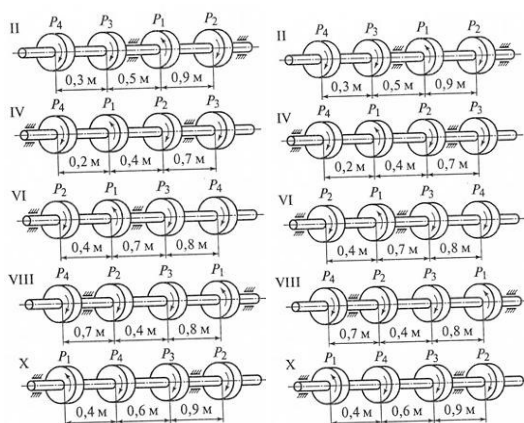 II P₄ P₃ P₁ P₂
0,3 м 0,5 м 0,9 м
IV P₄ P₁ P₂ P₃
0,2 м 0,4 м 0,7 м
VI P₂ P₁ P₃ P₄
0,4 м 0,7 м 0,8 м
VIII P₄ P₂ P₃ P₁
0,7 м 0,4 м 0,8 м
X P₁ P₄ P₃ P₂
0,4 м 0,6 м 0,9 м
II P₄ P₃ P₁ P₂
0,3 м 0,5 м 0,9 м
IV P₄ P₁ P₂ P₃
0,2 м 0,4 м 0,7 м
VI P₂ P₁ P₃ P₄
0,4 м 0,7 м 0,8 м
VIII P₄ P₂ P₃ P₁
0,7 м 0,4 м 0,8 м
X P₁ P₄ P₃ P₂
0,4 м 0,6 м 0,9 м